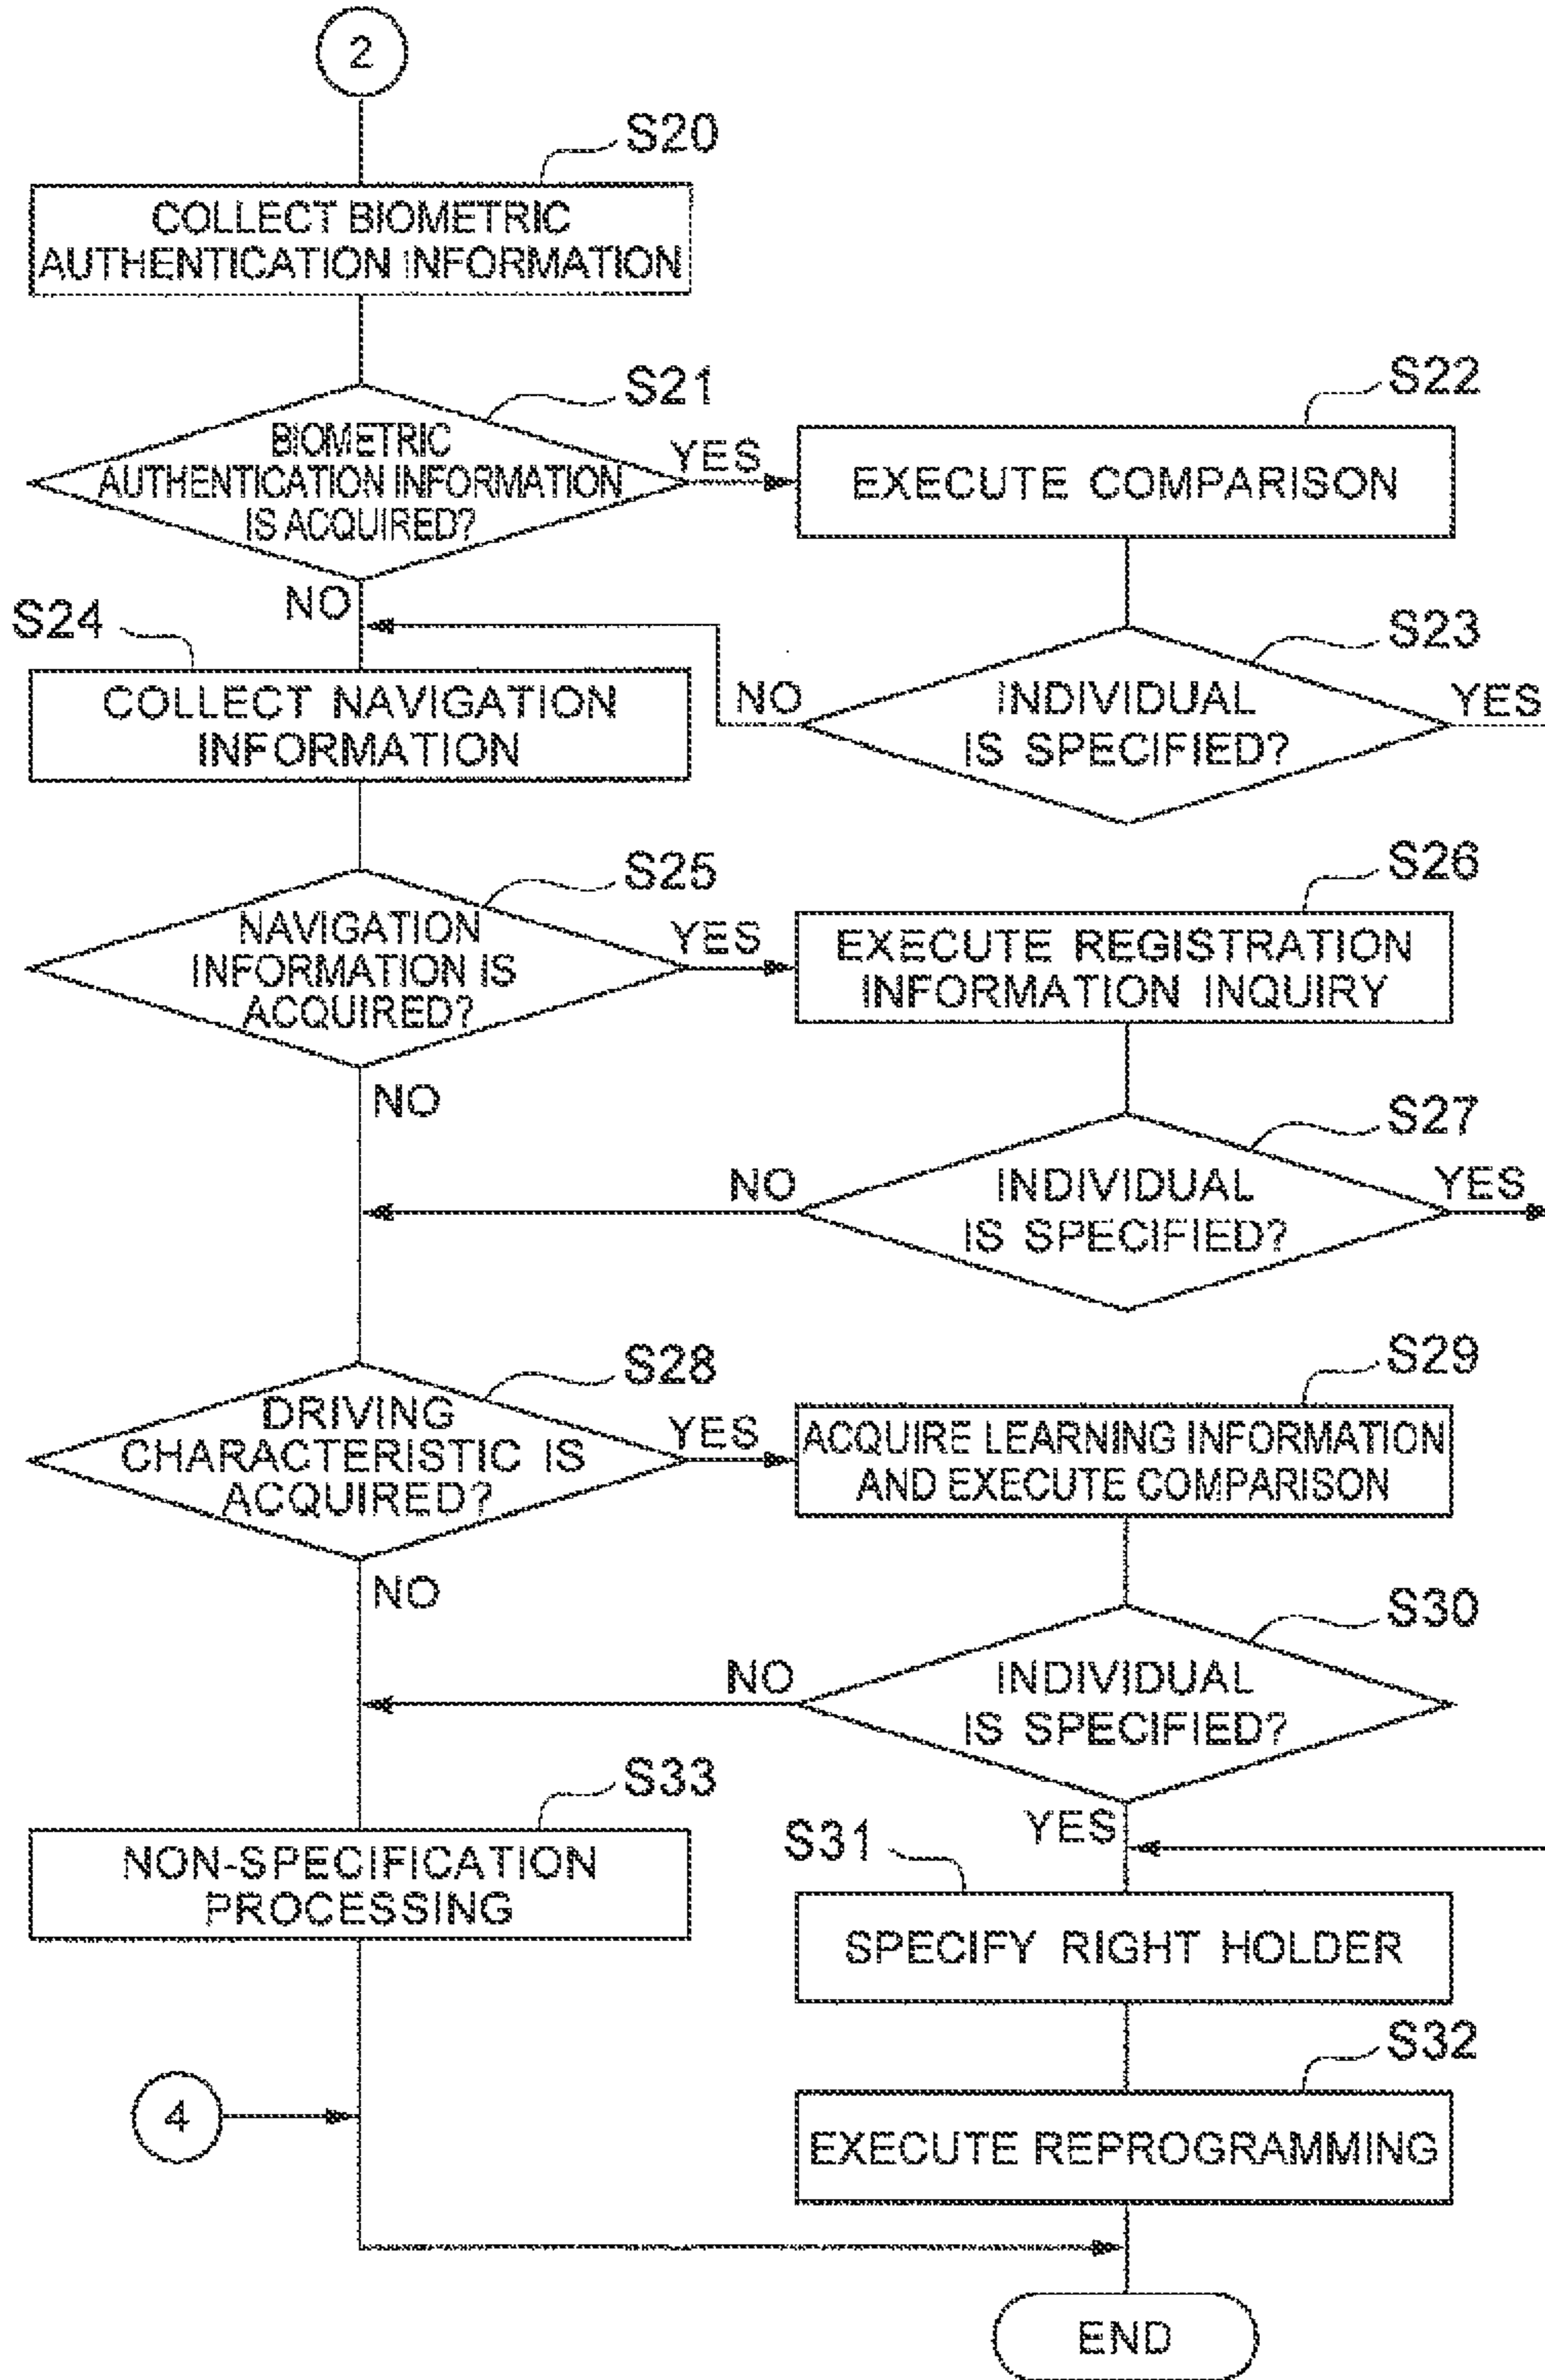 2
S20
COLLECT BIOMETRIC
AUTHENTICATION INFORMATION
S21
BIOMETRIC
AUTHENTICATION INFORMATION
IS ACQUIRED?
YES
S22
EXECUTE COMPARISON
NO
S23
INDIVIDUAL
IS SPECIFIED?
NO
YES
S24
COLLECT NAVIGATION
INFORMATION
S25
NAVIGATION
INFORMATION IS
ACQUIRED?
YES
S26
EXECUTE REGISTRATION
INFORMATION INQUIRY
NO
S27
INDIVIDUAL
IS SPECIFIED?
NO
YES
S28
DRIVING
CHARACTERISTIC IS
ACQUIRED?
YES
S29
ACQUIRE LEARNING INFORMATION
AND EXECUTE COMPARISON
NO
S30
INDIVIDUAL
IS SPECIFIED?
NO
YES
S33
NON-SPECIFICATION
PROCESSING
S31
SPECIFY RIGHT HOLDER
S32
EXECUTE REPROGRAMMING
4
END